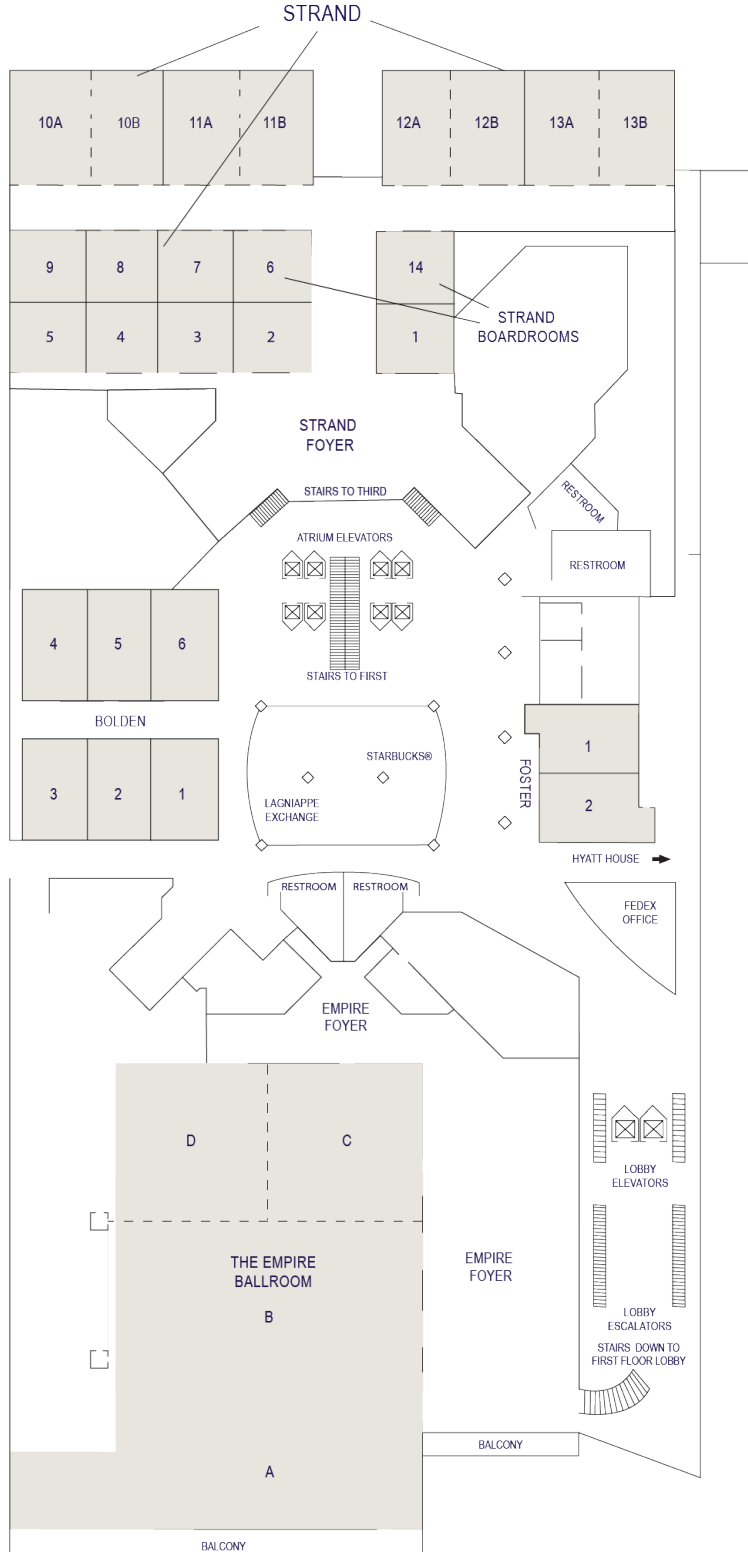 STRAND
10A
10B
11A
11B
12A
12B
13A
13B
9
8
7
6
14
5
4
3
2
1
STRAND
BOARDROOMS
STRAND
FOYER
STAIRS TO THIRD
RESTROOM
ATRIUM ELEVATORS
RESTROOM
4
5
6
STAIRS TO FIRST
BOLDEN
STARBUCKS®
1
3
2
1
LAGNIAPPE
EXCHANGE
FOSTER
2
HYATT HOUSE
RESTROOM
RESTROOM
FEDEX
OFFICE
EMPIRE
FOYER
D
C
LOBBY
ELEVATORS
THE EMPIRE
BALLROOM
EMPIRE
FOYER
B
LOBBY
ESCALATORS
STAIRS DOWN TO
FIRST FLOOR LOBBY
BALCONY
A
BALCONY